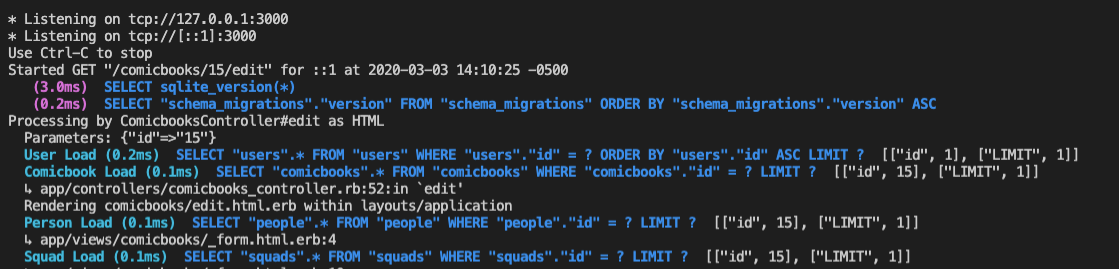 * Listening on tcp://127.0.0.1:3000
* Listening on tcp://[::1]:3000
Use Ctrl-C to stop
Started GET "/comicbooks/15/edit" for ::1 at 2020-03-03 14:10:25 -0500
(3.0ms) SELECT sqlite_version(*)
(0.2ms) SELECT "schema_migrations"."version" FROM "schema_migrations" ORDER BY "schema_migrations"."version" ASC
Processing by ComicbooksController#edit as HTML
Parameters: {"id"=>"15"}
User Load (0.2ms) SELECT "users".* FROM "users" WHERE "users"."id" = ? ORDER BY "users"."id" ASC LIMIT ? [["id", 1], ["LIMIT", 1]]
Comicbook Load (0.1ms) SELECT "comicbooks".* FROM "comicbooks" WHERE "comicbooks"."id" = ? LIMIT ? [["id", 15], ["LIMIT", 1]]
↳ app/controllers/comicbooks_controller.rb:52:in `edit'
Rendering comicbooks/edit.html.erb within layouts/application
Person Load (0.1ms) SELECT "people".* FROM "people" WHERE "people"."id" = ? LIMIT ? [["id", 15], ["LIMIT", 1]]
↳ app/views/comicbooks/_form.html.erb:4
Squad Load (0.1ms) SELECT "squads".* FROM "squads" WHERE "squads"."id" = ? LIMIT ? [["id", 15], ["LIMIT", 1]]